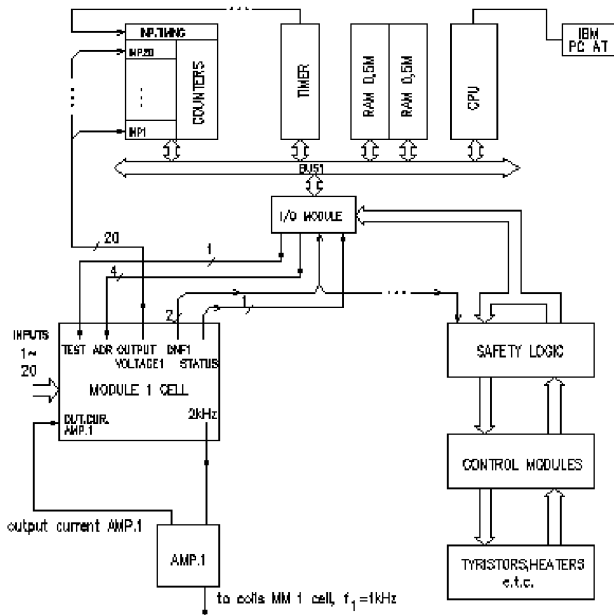 INP.TIMING
INP.20
INP.1
COUNTERS
TIMER
RAM 0,5M
RAM 0,5M
CPU
IBM
PC AT
BUS1
I/O MODULE
20
1
4
2
1
INPUTS
1~
20
TEST
ADR
OUTPUT
VOLTAGE1
DNF1
STATUS
MODULE 1 CELL
OUT.CUR.
AMP.1
2kHz
SAFETY LOGIC
CONTROL MODULES
TYRISTORS,HEATERS
e.t.c.
output current AMP.1
AMP.1
to coils MM 1 cell, f1=1kHz